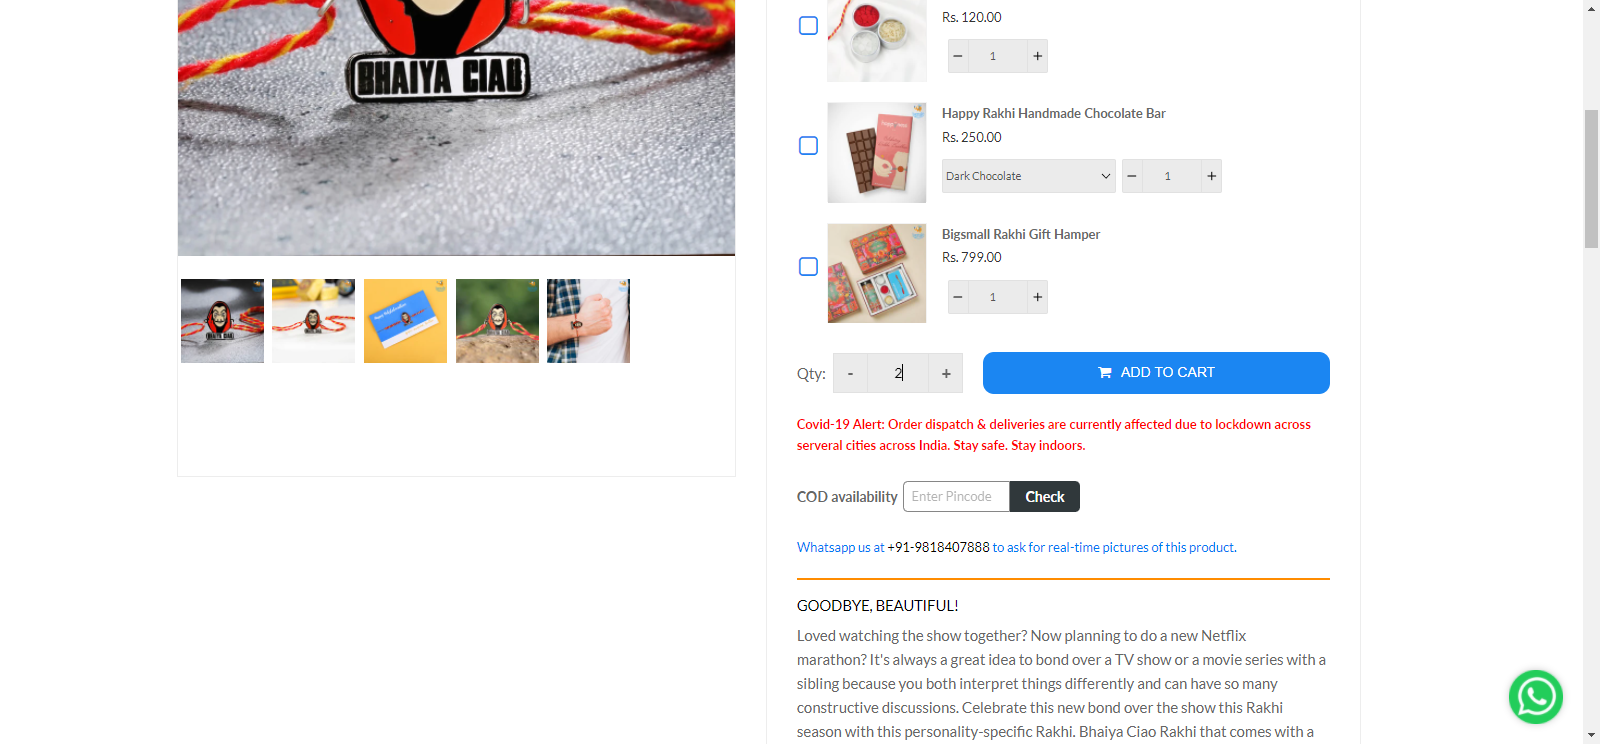 BHAIYA CIAO
Rs. 120.00
− 1 +
Happy Rakhi Handmade Chocolate Bar
Rs. 250.00
Dark Chocolate − 1 +
Bigsmall Rakhi Gift Hamper
Rs. 799.00
− 1 +
Qty: - 2 + ADD TO CART
Covid-19 Alert: Order dispatch & deliveries are currently affected due to lockdown across
serveral cities across India. Stay safe. Stay indoors.
COD availability Enter Pincode Check
Whatsapp us at +91-9818407888 to ask for real-time pictures of this product.
GOODBYE, BEAUTIFUL!
Loved watching the show together? Now planning to do a new Netflix
marathon? It's always a great idea to bond over a TV show or a movie series with a
sibling because you both interpret things differently and can have so many
constructive discussions. Celebrate this new bond over the show this Rakhi
season with this personality-specific Rakhi. Bhaiya Ciao Rakhi that comes with a